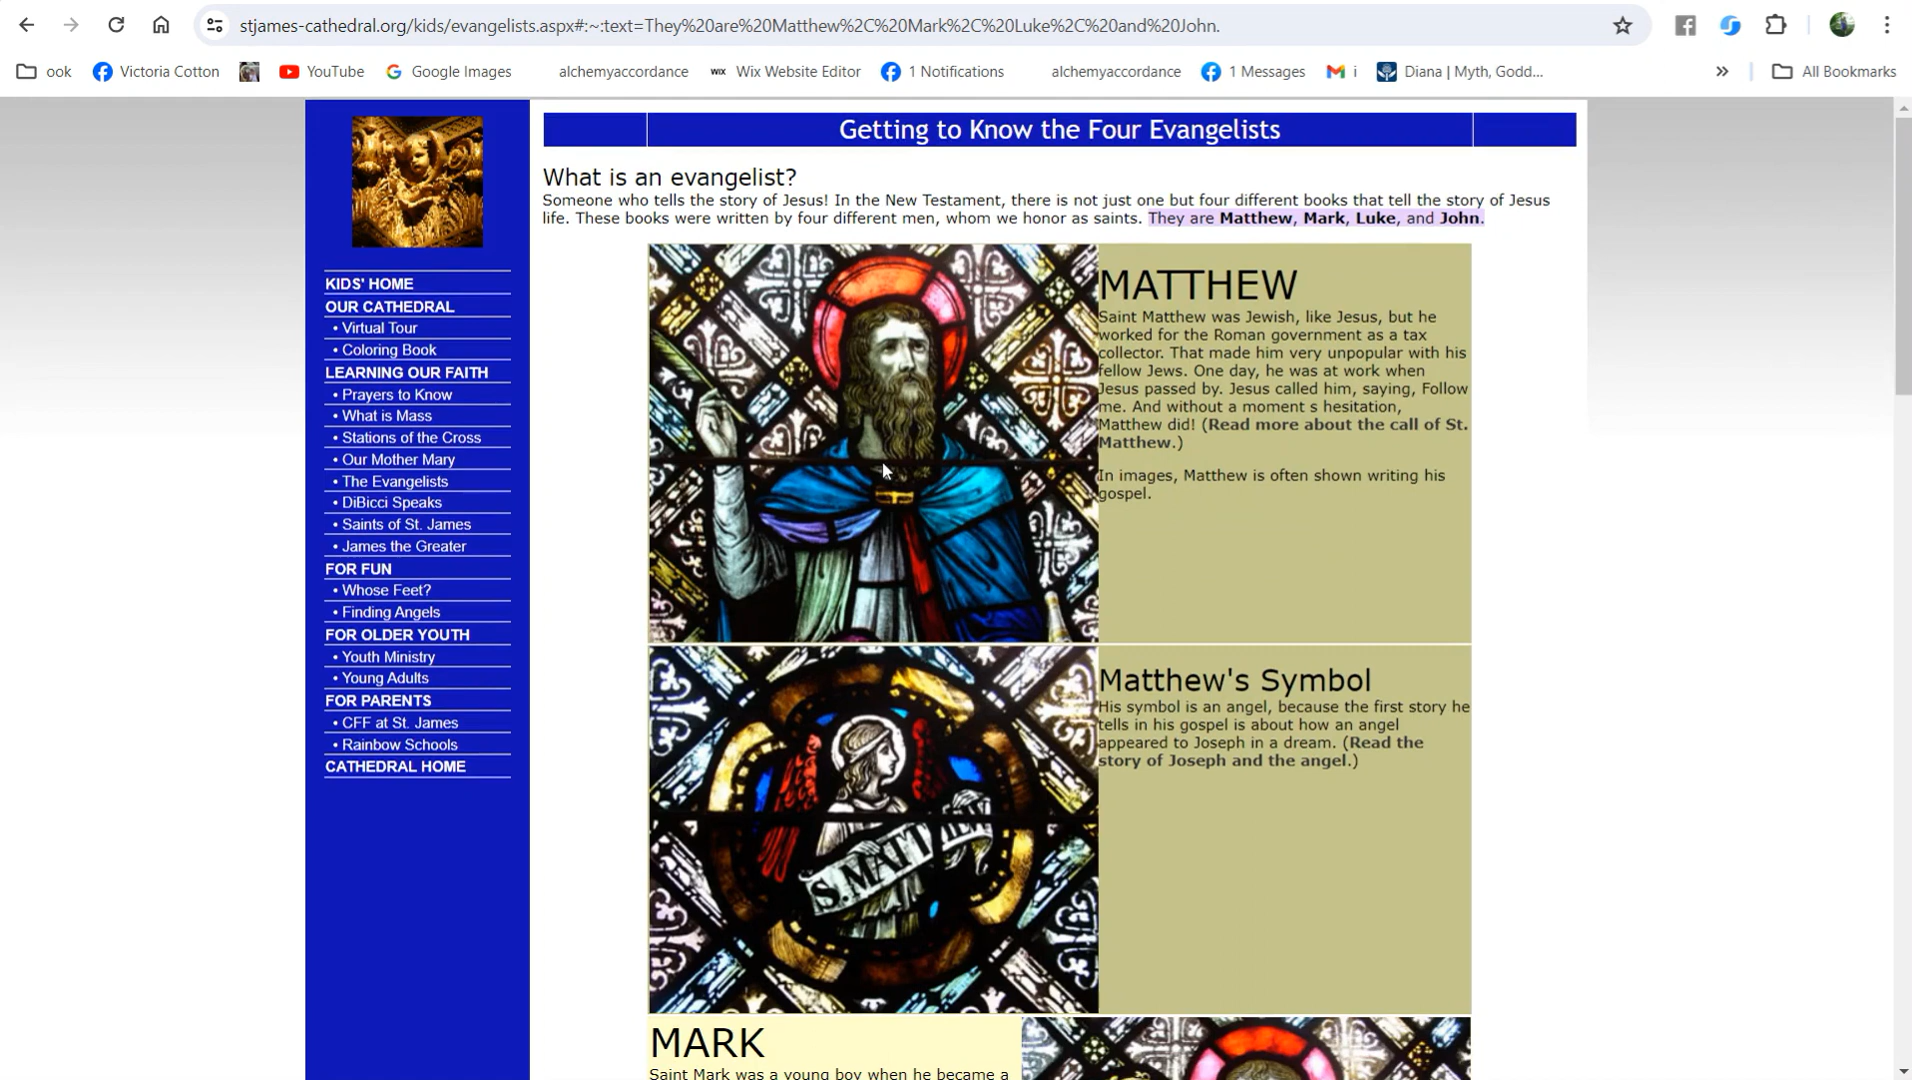 stjames-cathedral.org/kids/evangelists.aspx#:~:text=They%20are%20Matthew%2C%20Mark%2C%20Luke%2C%20and%20John.
ook
Victoria Cotton
YouTube
Google Images
alchemyaccordance
WIX Wix Website Editor
1 Notifications
alchemyaccordance
1 Messages
i
Diana | Myth, Godd...
»
All Bookmarks
KIDS' HOME
OUR CATHEDRAL
• Virtual Tour
• Coloring Book
LEARNING OUR FAITH
• Prayers to Know
• What is Mass
• Stations of the Cross
• Our Mother Mary
• The Evangelists
• DiBicci Speaks
• Saints of St. James
• James the Greater
FOR FUN
• Whose Feet?
• Finding Angels
FOR OLDER YOUTH
• Youth Ministry
• Young Adults
FOR PARENTS
• CFF at St. James
• Rainbow Schools
CATHEDRAL HOME
Getting to Know the Four Evangelists
What is an evangelist?
Someone who tells the story of Jesus! In the New Testament, there is not just one but four different books that tell the story of Jesus
life. These books were written by four different men, whom we honor as saints. They are Matthew, Mark, Luke, and John.
MATTHEW
Saint Matthew was Jewish, like Jesus, but he
worked for the Roman government as a tax
collector. That made him very unpopular with his
fellow Jews. One day, he was at work when
Jesus passed by. Jesus called him, saying, Follow
me. And without a moment s hesitation,
Matthew did! (Read more about the call of St.
Matthew.)
In images, Matthew is often shown writing his
gospel.
S. MATTHEW
Matthew's Symbol
His symbol is an angel, because the first story he
tells in his gospel is about how an angel
appeared to Joseph in a dream. (Read the
story of Joseph and the angel.)
MARK
Saint Mark was a young boy when he became a